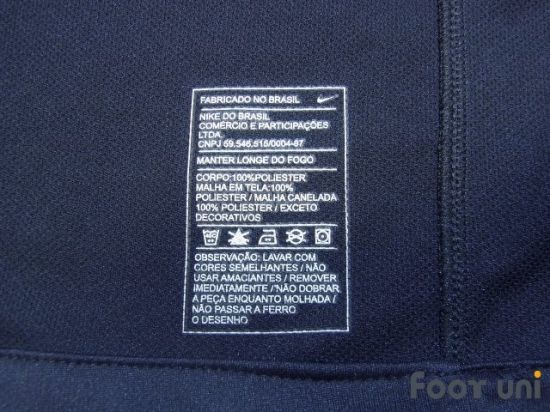 FABRICADO NO BRASIL
NIKE DO BRASIL
COMÉRCIO E PARTICIPAÇÕES
LTDA.
CNPJ 59.546.515/0004-87
MANTER LONGE DO FOGO
CORPO:100%POLIESTER
MALHA EM TELA:100%
POLIESTER / MALHA CANELADA
100% POLIESTER / EXCETO
DECORATIVOS
OBSERVAÇÃO: LAVAR COM
CORES SEMELHANTES / NÃO
USAR AMACIANTES / REMOVER
IMEDIATAMENTE / NÃO DOBRAR
A PEÇA ENQUANTO MOLHADA /
NÃO PASSAR A FERRO
O DESENHO
FOOT UNI